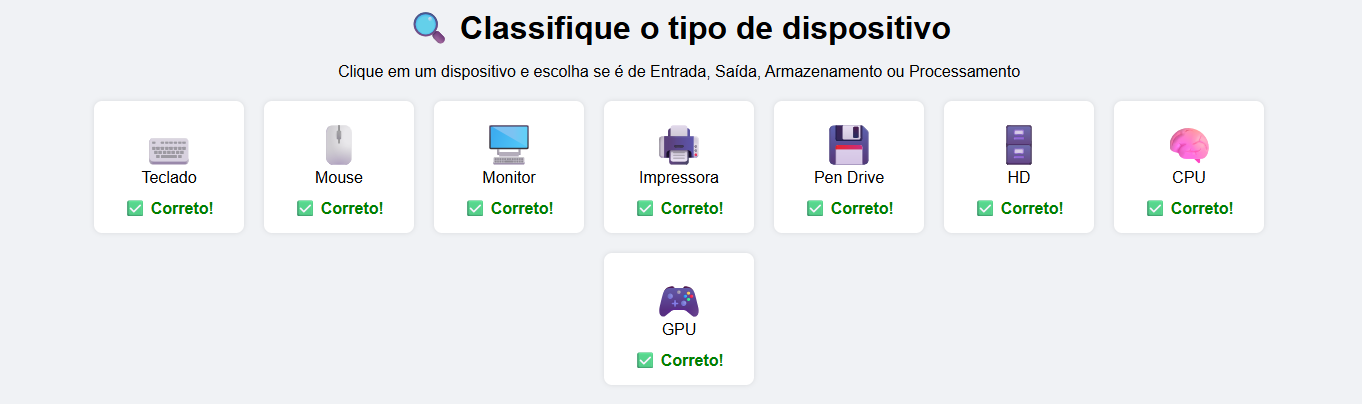 Classifique o tipo de dispositivo
Clique em um dispositivo e escolha se é de Entrada, Saída, Armazenamento ou Processamento
Teclado
Correto!
Mouse
Correto!
Monitor
Correto!
Impressora
Correto!
Pen Drive
Correto!
HD
Correto!
CPU
Correto!
GPU
Correto!